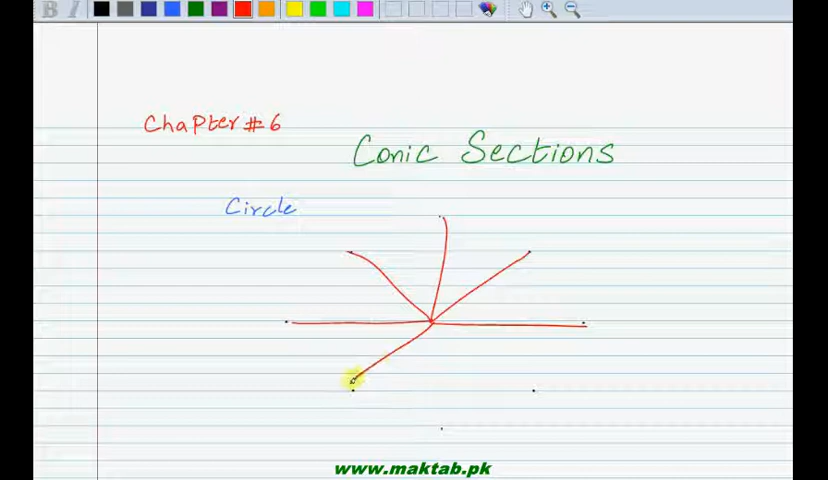 B I
Chapter # 6
Conic Sections
Circle
www.maktab.pk